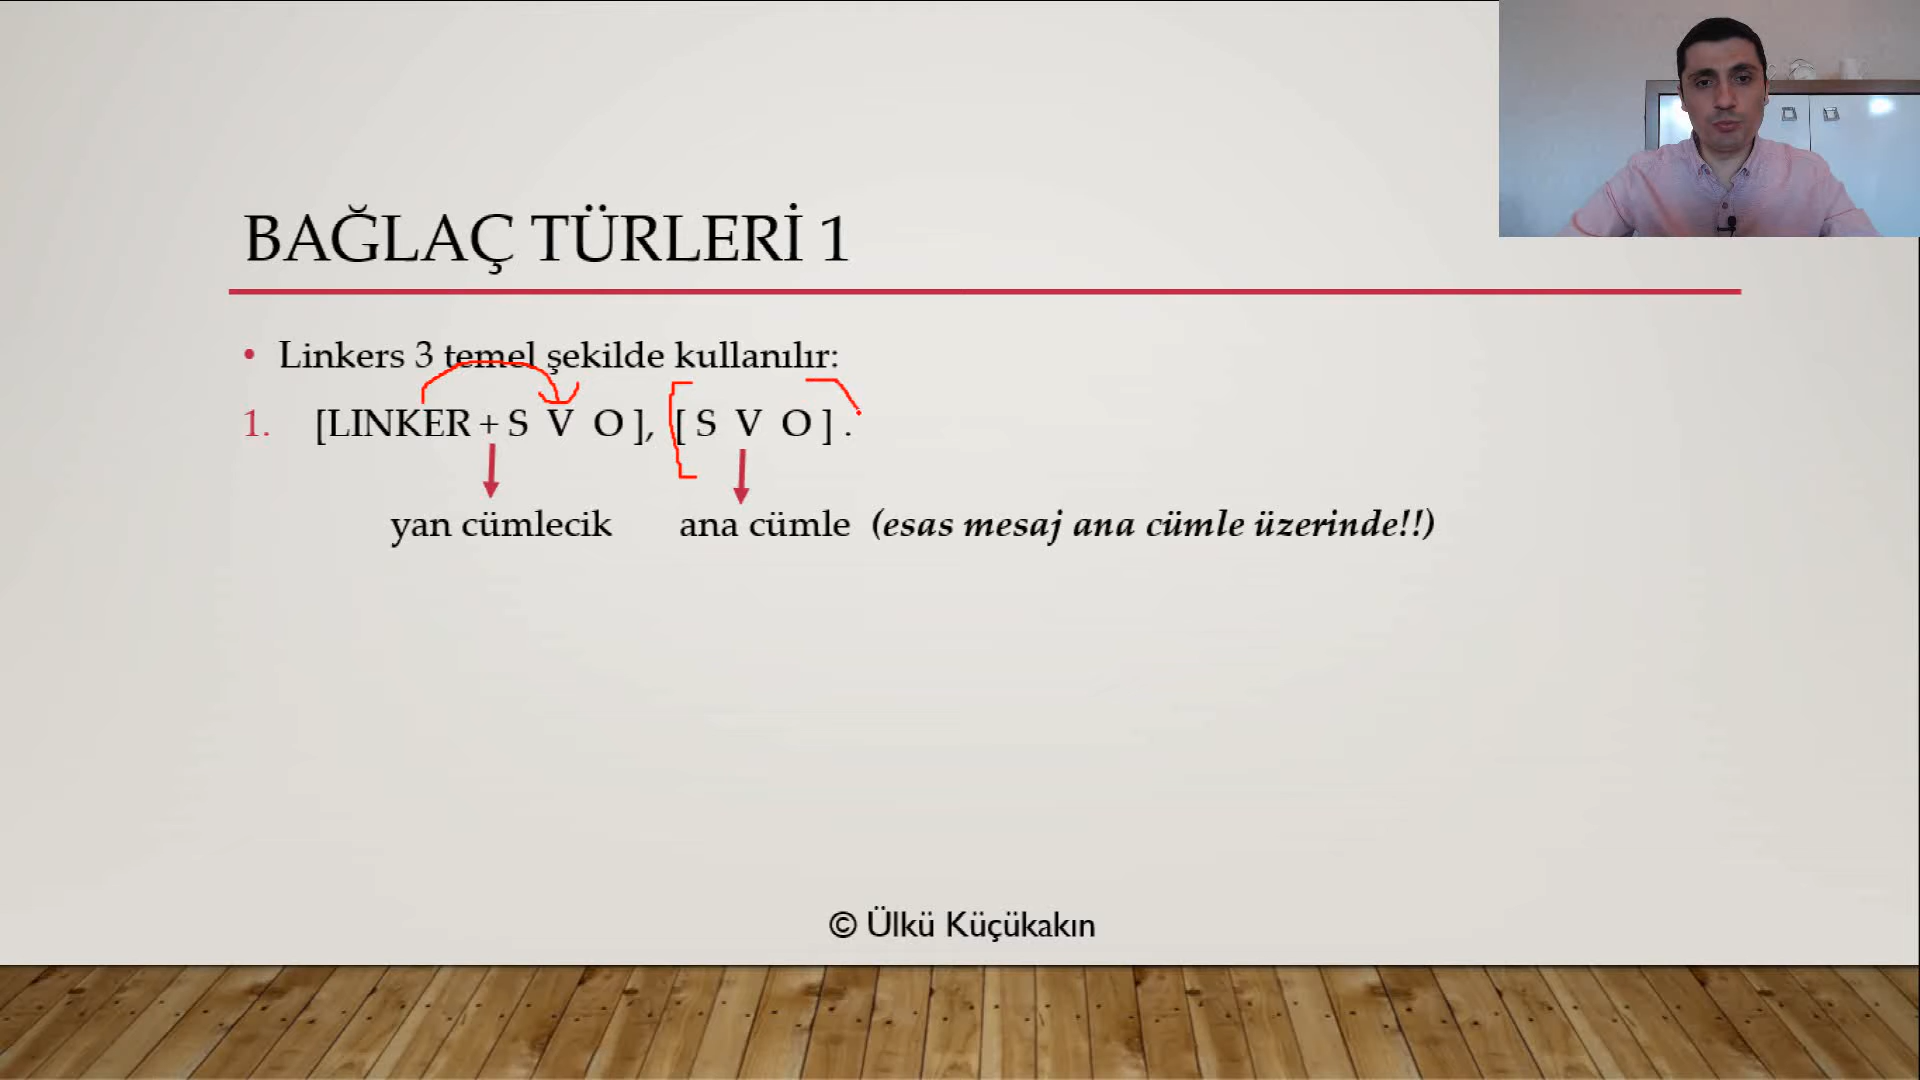 BAĞLAÇ TÜRLERİ 1
• Linkers 3 temel şekilde kullanılır:
1. [LINKER + S V O ], [ S V O ] .
yan cümlecik ana cümle (esas mesaj ana cümle üzerinde!!)
© Ülkü Küçükakın